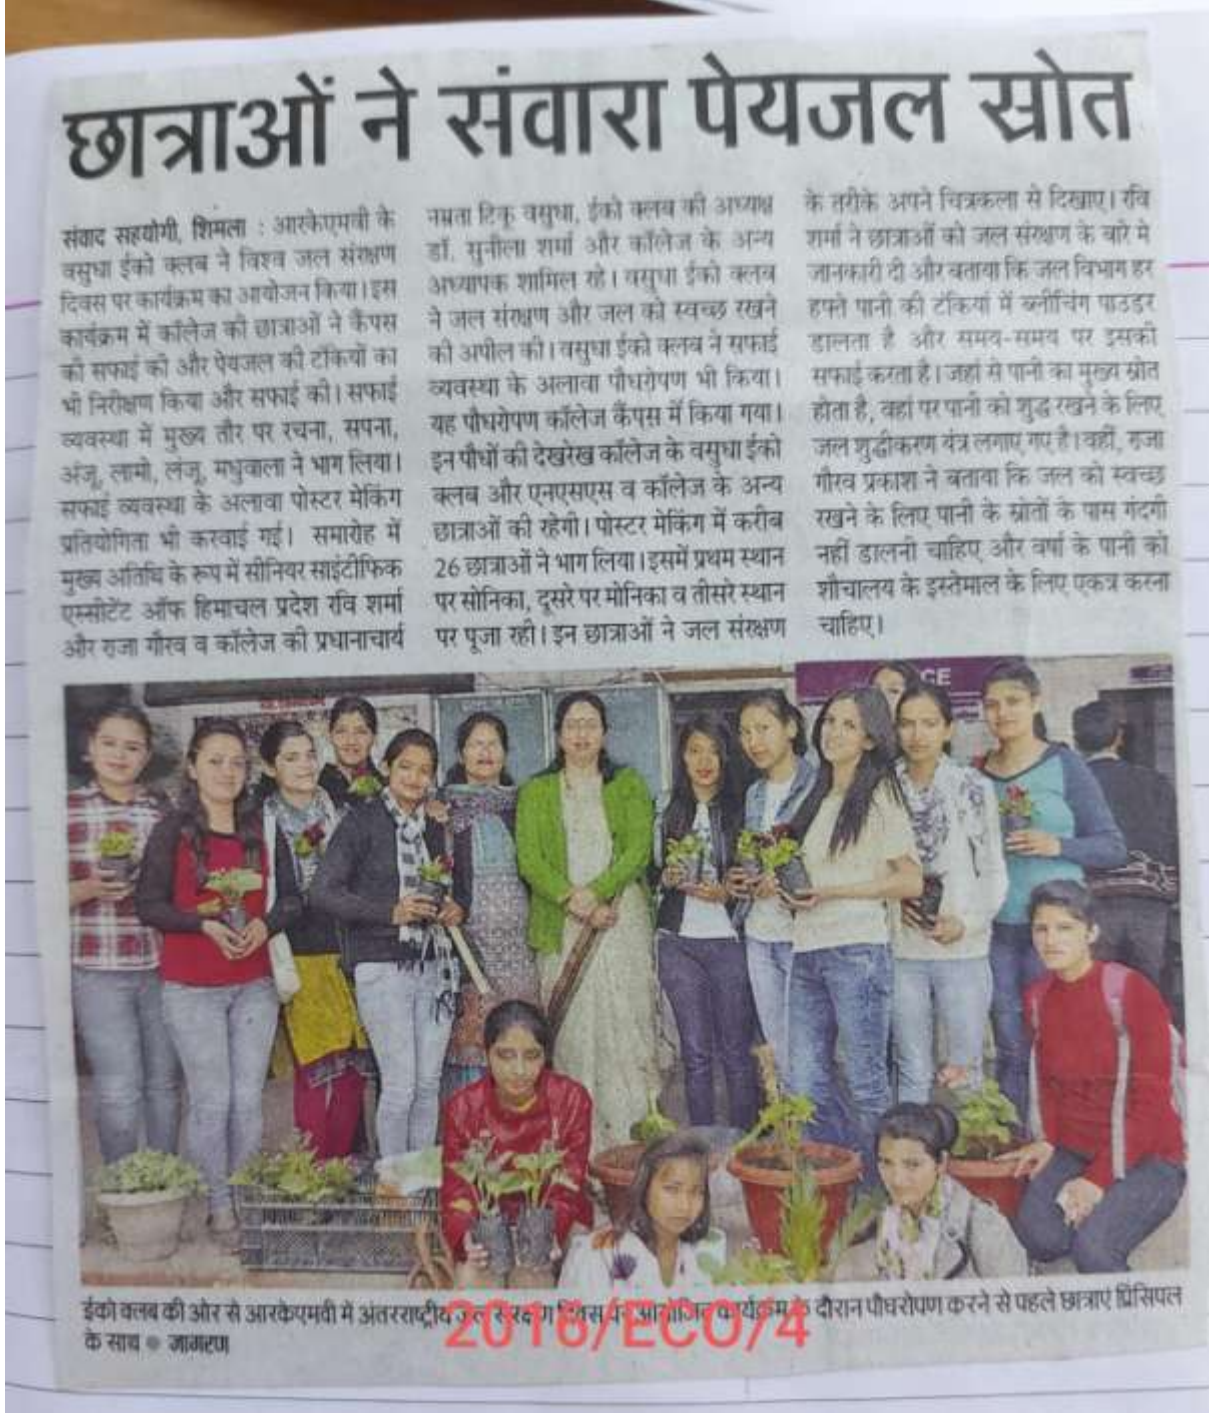 छात्राओं ने संवारा पेयजल स्रोत
संवाद सहयोगी, शिमला : आरकेएमवी के
वसुधा ईको क्लब ने विश्व जल संरक्षण
दिवस पर कार्यक्रम का आयोजन किया। इस
कार्यक्रम में कॉलेज की छात्राओं ने कैंपस
की सफाई की और पेयजल की टंकियों का
भी निरीक्षण किया और सफाई की। सफाई
व्यवस्था में मुख्य तौर पर रचना, सपना,
अंजू, लामो, लंजू, मधुवाला ने भाग लिया।
सफाई व्यवस्था के अलावा पोस्टर मेकिंग
प्रतियोगिता भी करवाई गई। समारोह में
मुख्य अतिथि के रूप में सीनियर साइंटीफिक
एस्सीटेंट ऑफ हिमाचल प्रदेश रवि शर्मा
और राजा गौरव व कॉलेज की प्रधानाचार्य
नम्रता टिकू वसुधा, ईको क्लब की अध्यक्ष
डॉ. सुनीला शर्मा और कॉलेज के अन्य
अध्यापक शामिल रहे। वसुधा ईको क्लब
ने जल संरक्षण और जल को स्वच्छ रखने
की अपील की। वसुधा ईको क्लब ने सफाई
व्यवस्था के अलावा पौधरोपण भी किया।
यह पौधरोपण कॉलेज कैंपस में किया गया।
इन पौधों की देखरेख कॉलेज के वसुधा ईको
क्लब और एनएसएस व कॉलेज के अन्य
छात्राओं की रहेगी। पोस्टर मेकिंग में करीब
26 छात्राओं ने भाग लिया। इसमें प्रथम स्थान
पर सोनिका, दूसरे पर मोनिका व तीसरे स्थान
पर पूजा रही। इन छात्राओं ने जल संरक्षण
के तरीके अपने चित्रकला से दिखाए। रवि
शर्मा ने छात्राओं को जल संरक्षण के बारे में
जानकारी दी और बताया कि जल विभाग हर
हफ्ते पानी की टंकियां में ब्लीचिंग पाउडर
डालता है और समय-समय पर इसकी
सफाई करता है। जहां से पानी का मुख्य स्रोत
होता है, वहां पर पानी को शुद्ध रखने के लिए
जल शुद्धीकरण यंत्र लगाए गए है। वहीं, राजा
गौरव प्रकाश ने बताया कि जल को स्वच्छ
रखने के लिए पानी के स्रोतों के पास गंदगी
नहीं डालनी चाहिए और वर्षा के पानी को
शौचालय के इस्तेमाल के लिए एकत्र करना
चाहिए।
CE
ईको क्लब की ओर से आरकेएमवी में अंतरराष्ट्रीय जल संरक्षण दिवस पर आयोजित कार्यक्रम के दौरान पौधरोपण करने से पहले छात्राएं प्रिंसिपल
के साथ ● जागरण
2016/ECO/4